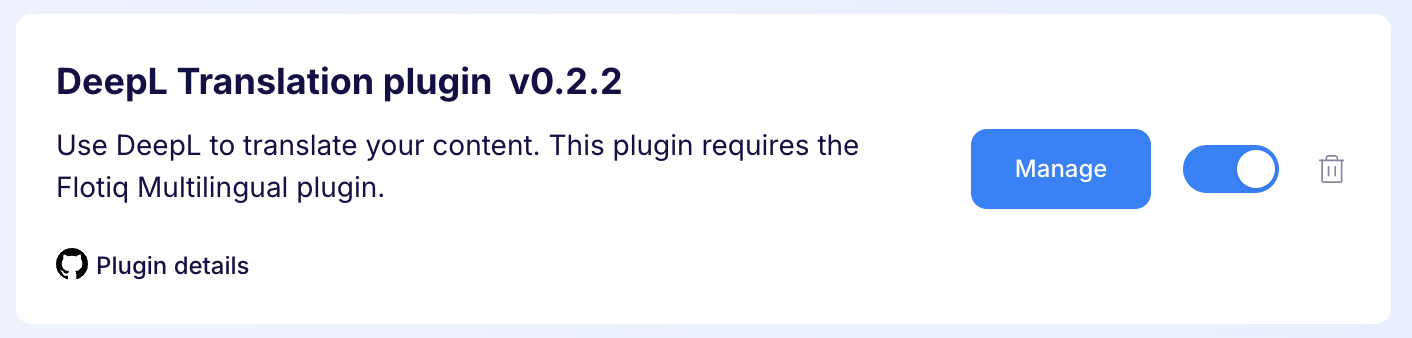 DeepL Translation plugin v0.2.2
Use DeepL to translate your content. This plugin requires the
Flotiq Multilingual plugin.
Manage
Plugin details